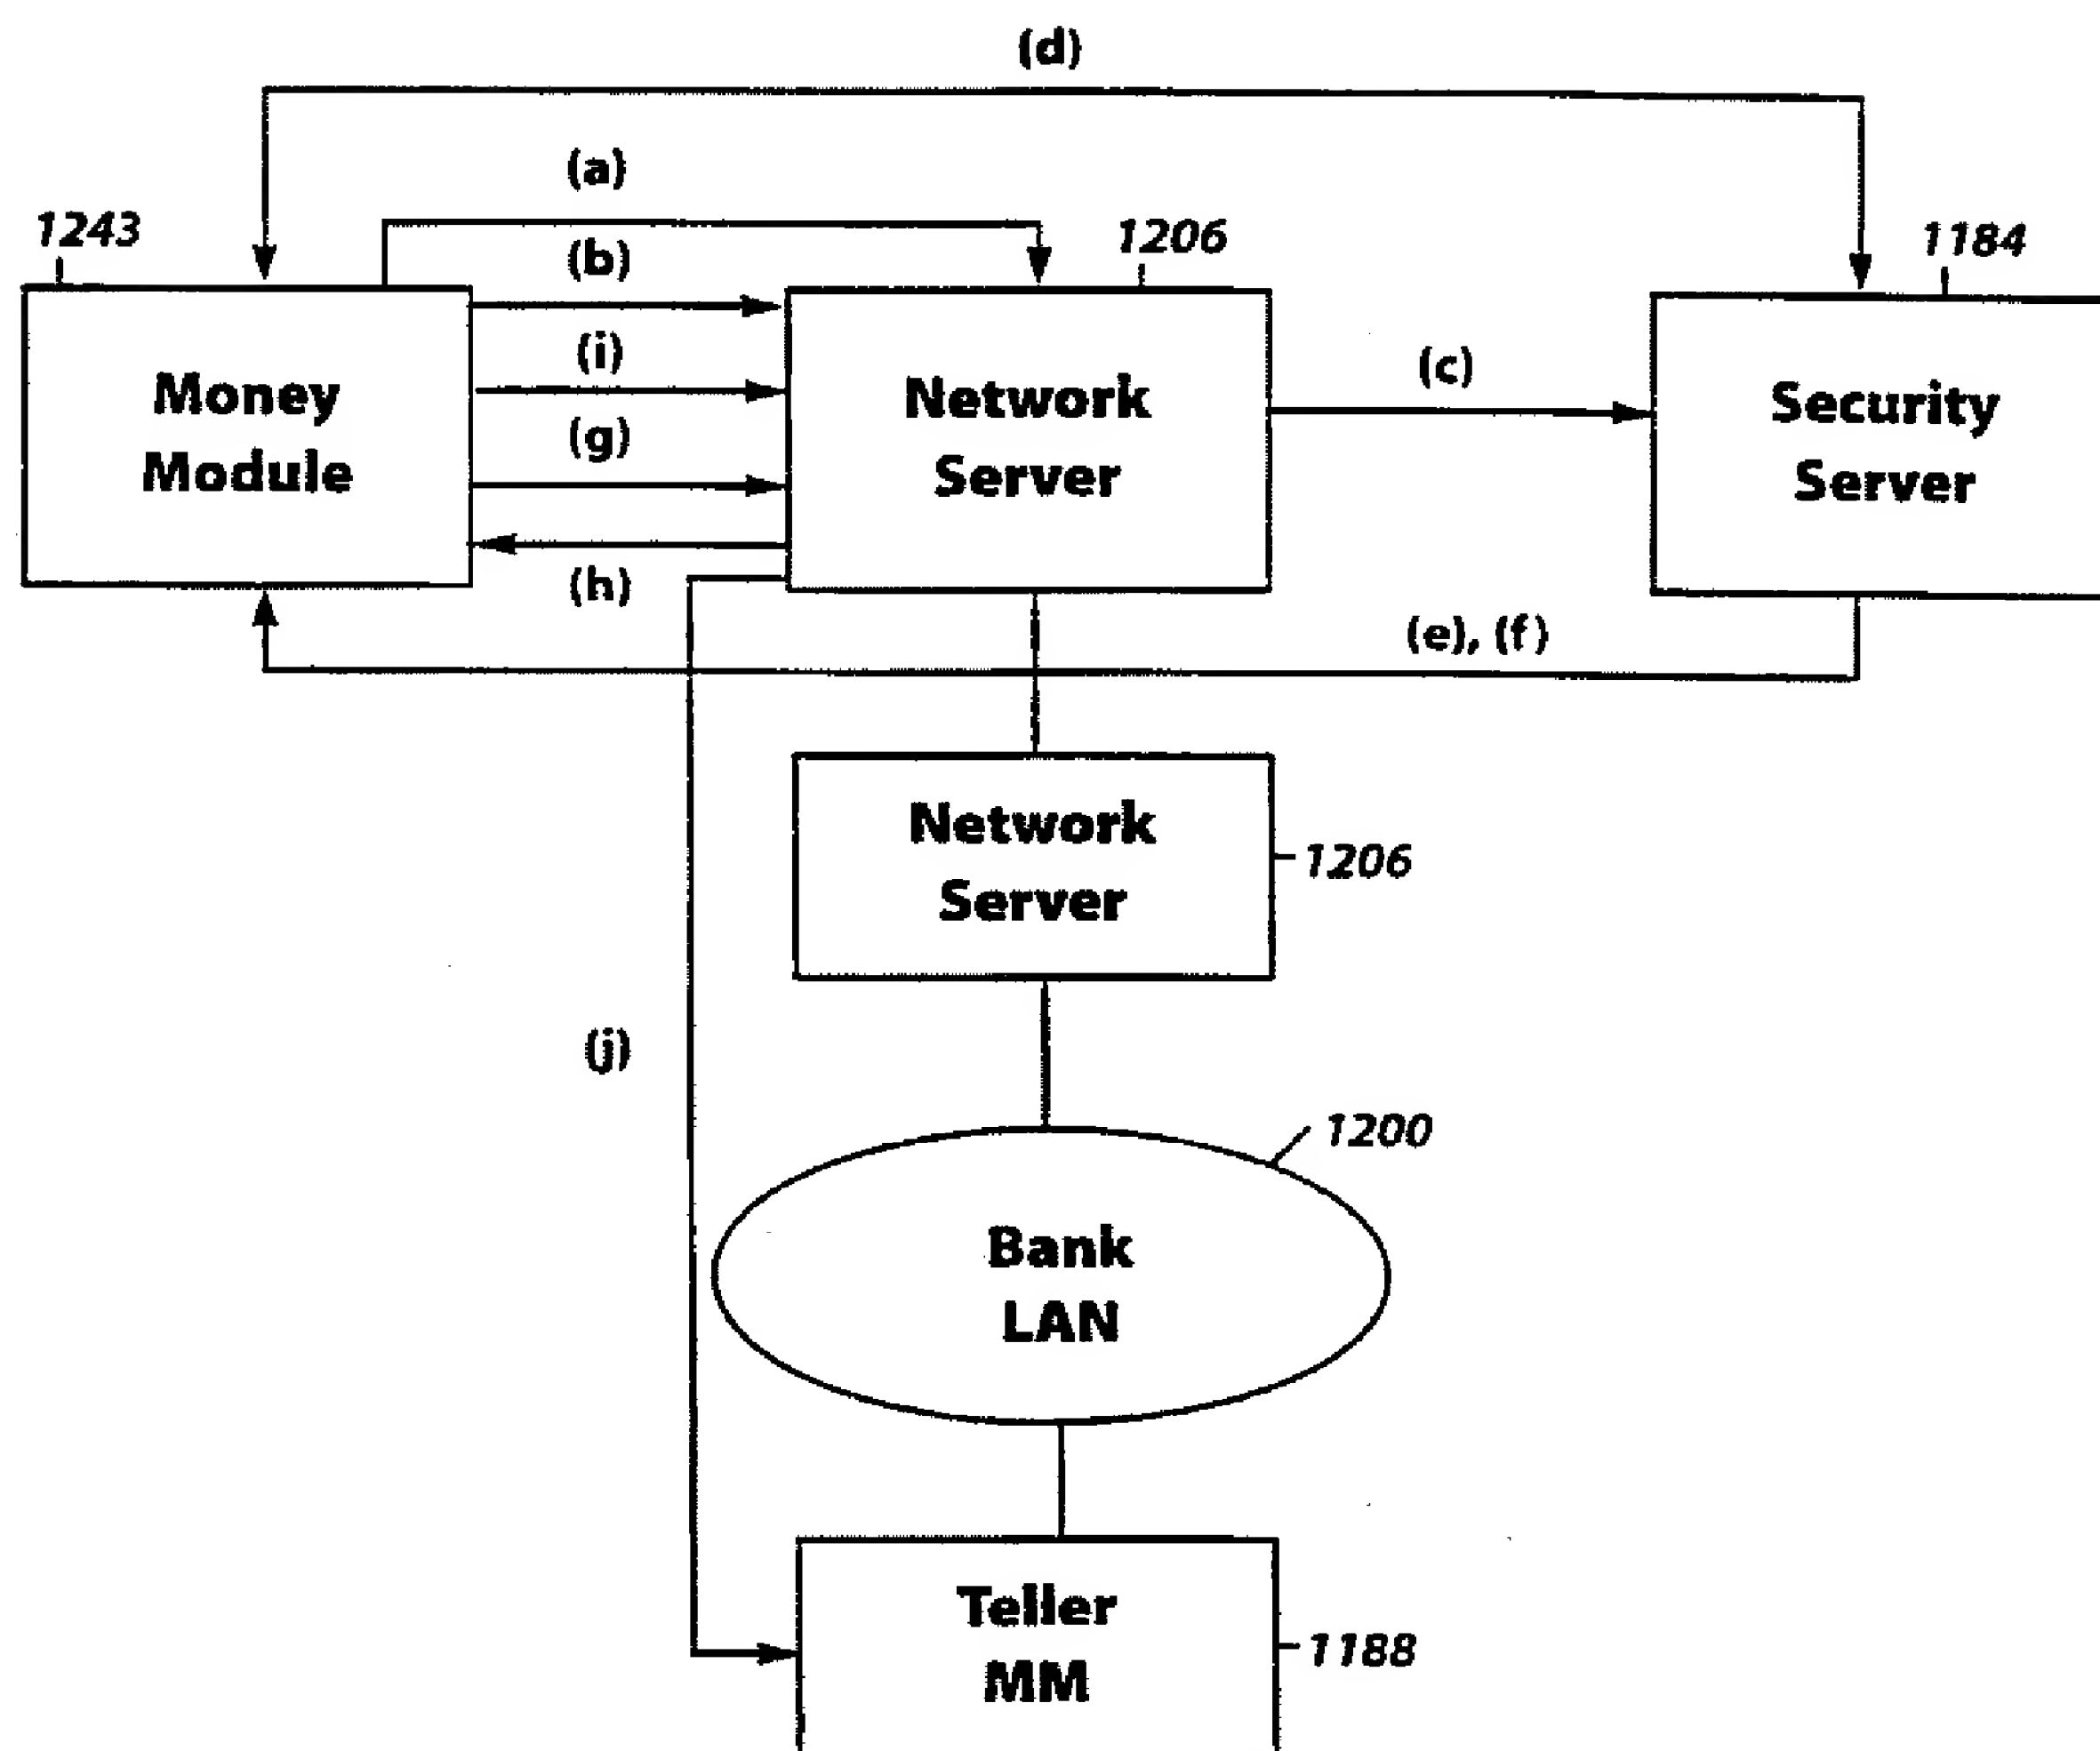 (d)
(a)
1243
(b)
1206
1184
(i)
(c)
Money
Module
(g)
Network
Server
Security
Server
(h)
(e), (f)
Network
Server
1206
(j)
1200
Bank
LAN
Teller
MM
1188